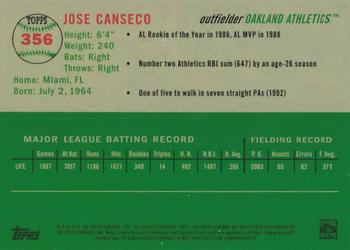 TOPPS
356
JOSE CANSECO
outfielder OAKLAND ATHLETICS™
Height: 6'4"
Weight: 240
Bats: Right
Throws: Right
Home: Miami, FL
Born: July 2, 1964
• AL Rookie of the Year in 1986, AL MVP in 1988
• Number two Athletics RBI sum (647) by an age-26 season
• One of five to walk in seven straight PAs (1992)
MAJOR LEAGUE BATTING RECORD
FIELDING RECORD
Games At Bat Runs Hits Doubles Triples H. R. R.B.I. B. Avg. P. O. Assists Errors F. Avg.
LIFE 1887 7057 1186 1877 340 14 462 1407 .266 2003 63 62 .971
Topps